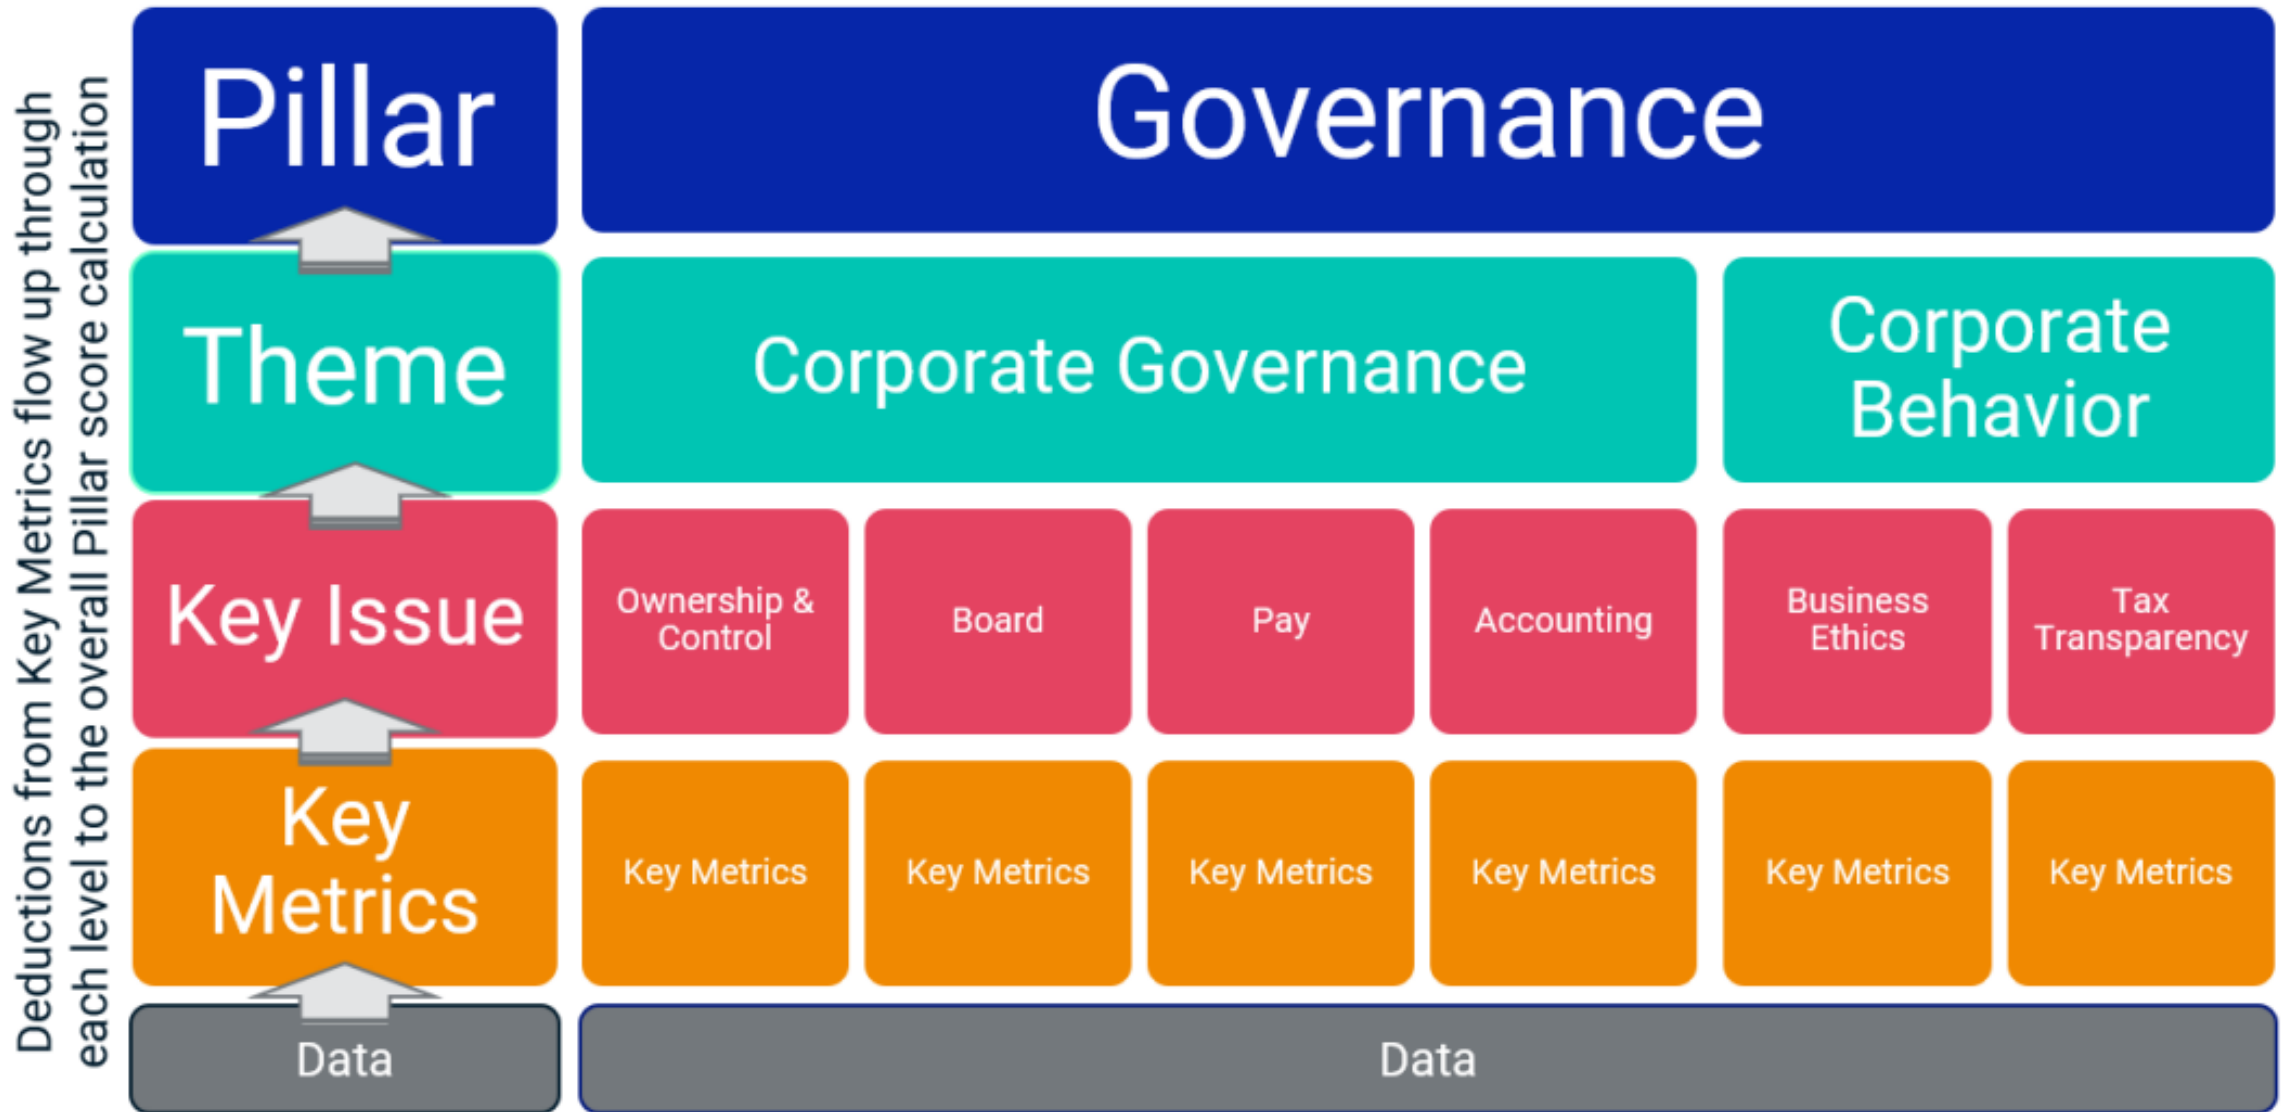 Deductions from Key Metrics flow up through
each level to the overall Pillar score calculation
Pillar
Governance
Theme
Corporate Governance
Corporate
Behavior
Key Issue
Ownership &
Control
Board
Pay
Accounting
Business
Ethics
Tax
Transparency
Key
Metrics
Key Metrics
Key Metrics
Key Metrics
Key Metrics
Key Metrics
Key Metrics
Data
Data